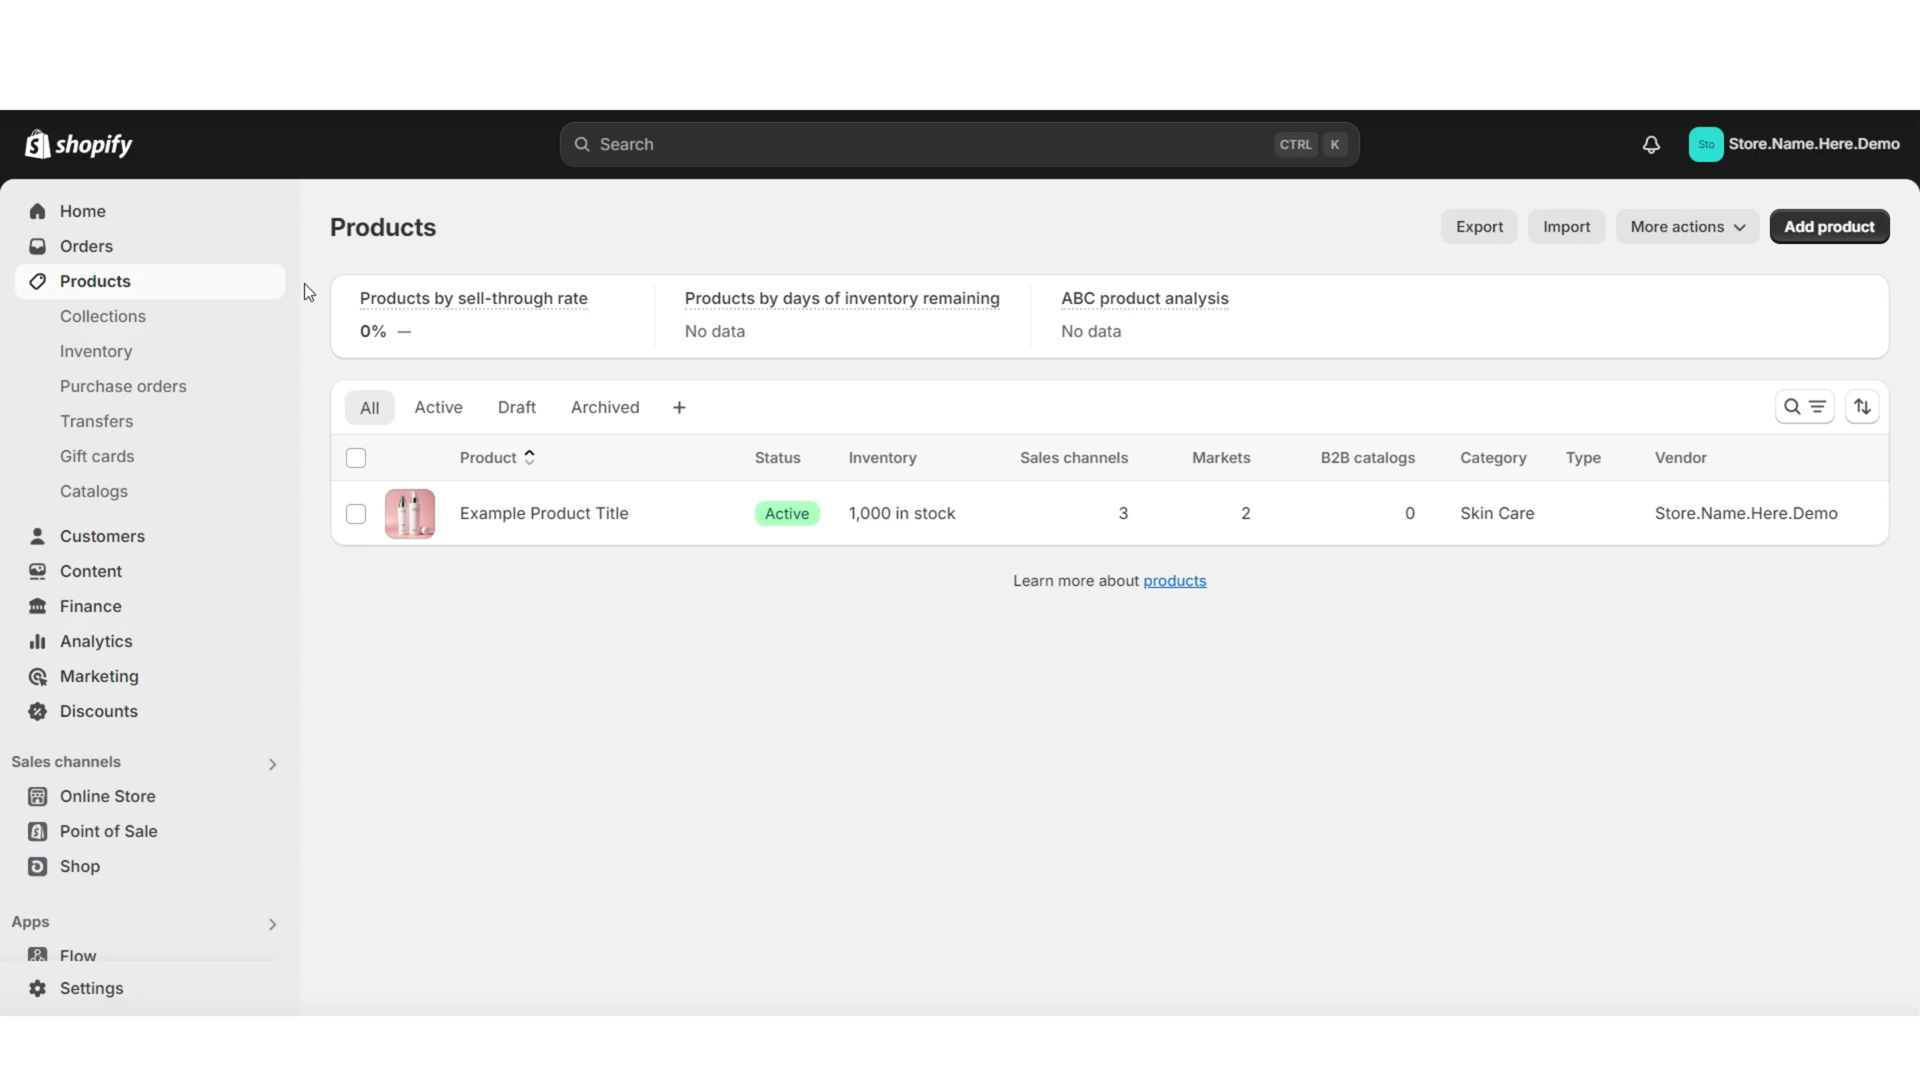 shopify
Search CTRL K
Sto Store.Name.Here.Demo
Home
Orders
Products
Collections
Inventory
Purchase orders
Transfers
Gift cards
Catalogs
Customers
Content
Finance
Analytics
Marketing
Discounts
Sales channels
Online Store
Point of Sale
Shop
Apps
Flow
Settings
Products
Export Import More actions Add product
Products by sell-through rate Products by days of inventory remaining ABC product analysis
0% — No data No data
All Active Draft Archived +
Product Status Inventory Sales channels Markets B2B catalogs Category Type Vendor
Example Product Title Active 1,000 in stock 3 2 0 Skin Care Store.Name.Here.Demo
Learn more about products